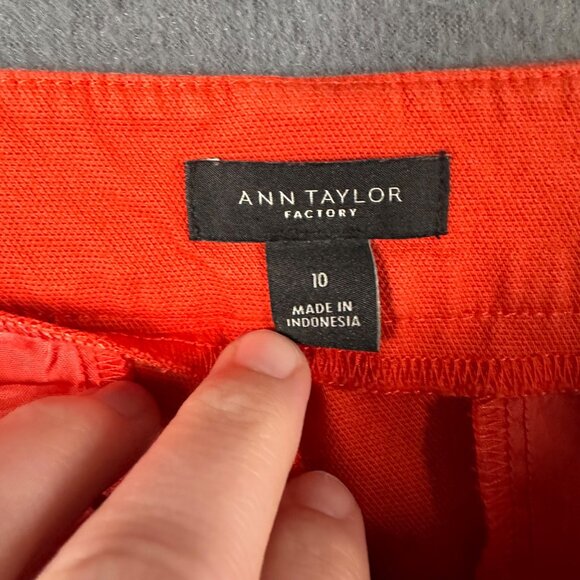 ANN TAYLOR
FACTORY
10
MADE IN
INDONESIA